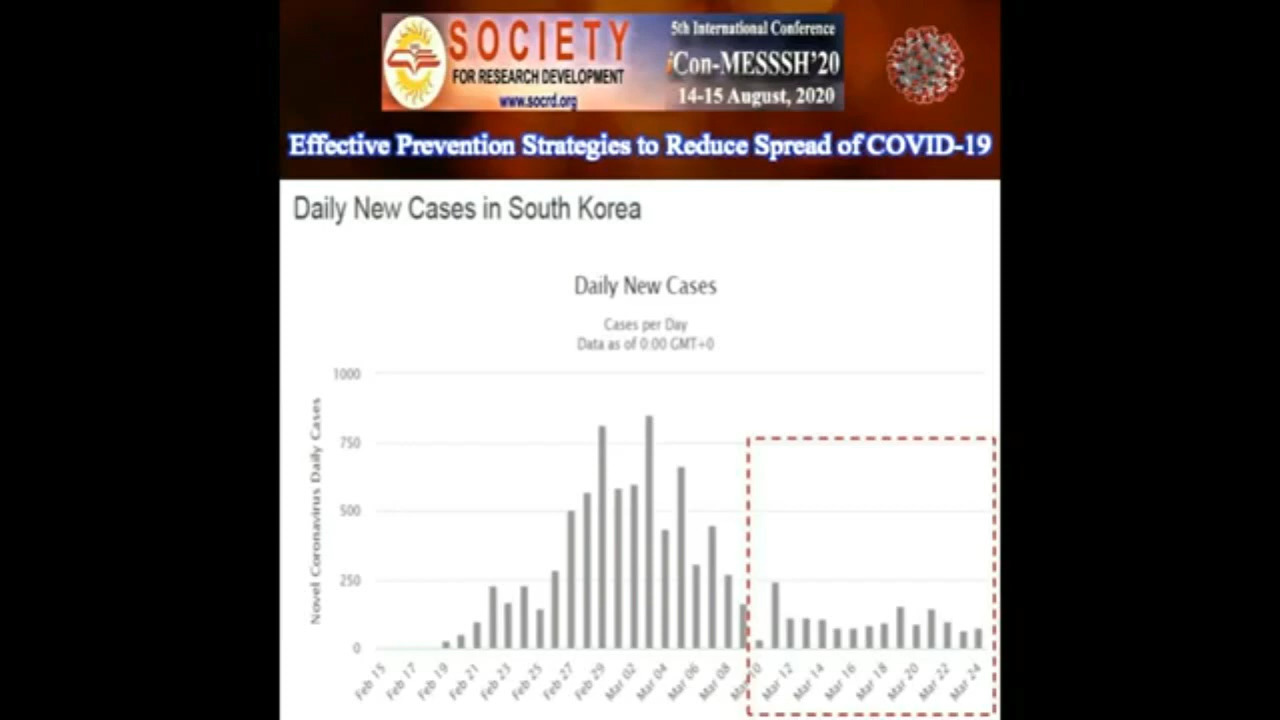 SOCIETY
FOR RESEARCH DEVELOPMENT
www.socrd.org
5th International Conference
iCon-MESSSH'20
14-15 August, 2020
Effective Prevention Strategies to Reduce Spread of COVID-19
Daily New Cases in South Korea
Daily New Cases
Cases per Day
Data as of 0:00 GMT+0
Novel Coronavirus Daily Cases
1000
750
500
250
0
Feb 15
Feb 17
Feb 19
Feb 21
Feb 23
Feb 25
Feb 27
Feb 29
Mar 02
Mar 04
Mar 06
Mar 08
Mar 10
Mar 12
Mar 14
Mar 16
Mar 18
Mar 20
Mar 22
Mar 24